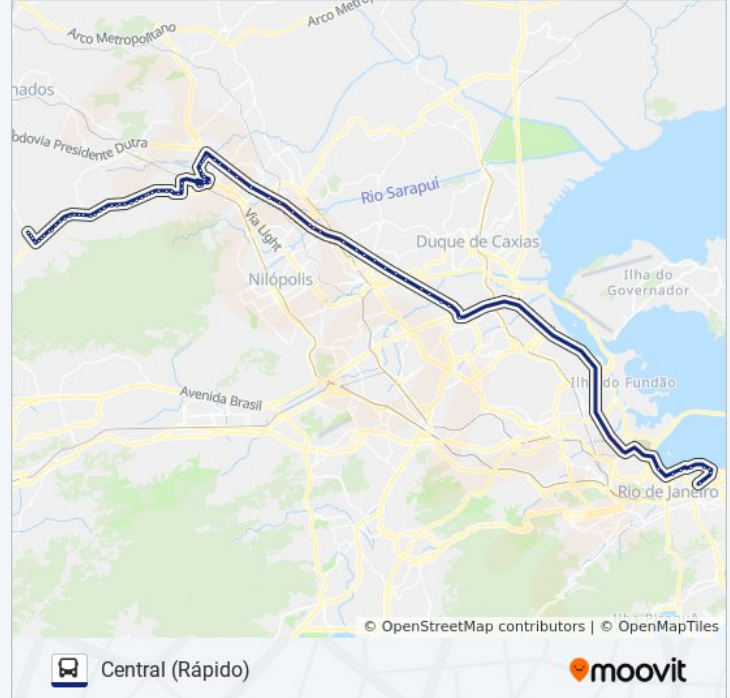 Arco Metropolitano
Arco Metro
nados
odovia Presidente Dutra
Rio Sarapuí
Via Light
Duque de Caxias
Nilópolis
Ilha do
Governador
Ilha do Fundão
Avenida Brasil
Rio de Janeiro
© OpenStreetMap contributors | © OpenMapTiles
Central (Rápido)
moovit